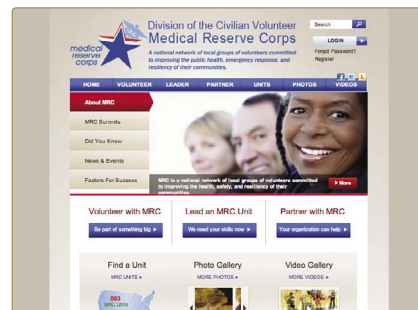 medical
reserve
corps
Division of the Civilian Volunteer
Medical Reserve Corps
A national network of local groups of volunteers committed
to improving the public health, emergency response, and
resiliency of their communities.
Search
LOGIN
Forgot Password?
Register
HOME VOLUNTEER LEADER PARTNER UNITS PHOTOS VIDEOS
About MRC
MRC Summits
Did You Know
News & Events
Factors For Success
MRC is a national network of local groups of volunteers committed
to improving the health, safety, and resiliency of their
communities.
More
Volunteer with MRC
Be part of something big
Lead an MRC Unit
We need your skills now
Partner with MRC
Your organization can help
Find a Unit
MRC UNITS
983
MRC Units
Photo Gallery
MORE PHOTOS
Video Gallery
MORE VIDEOS